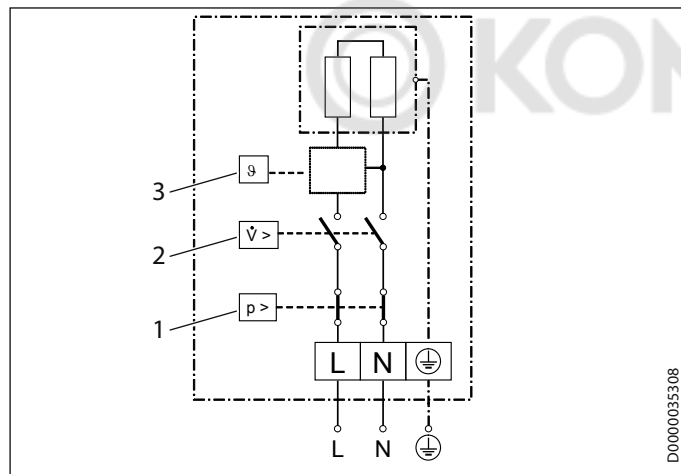 KON
3
ϑ
2
V̇ >
1
p >
L N
L N
D0000035308